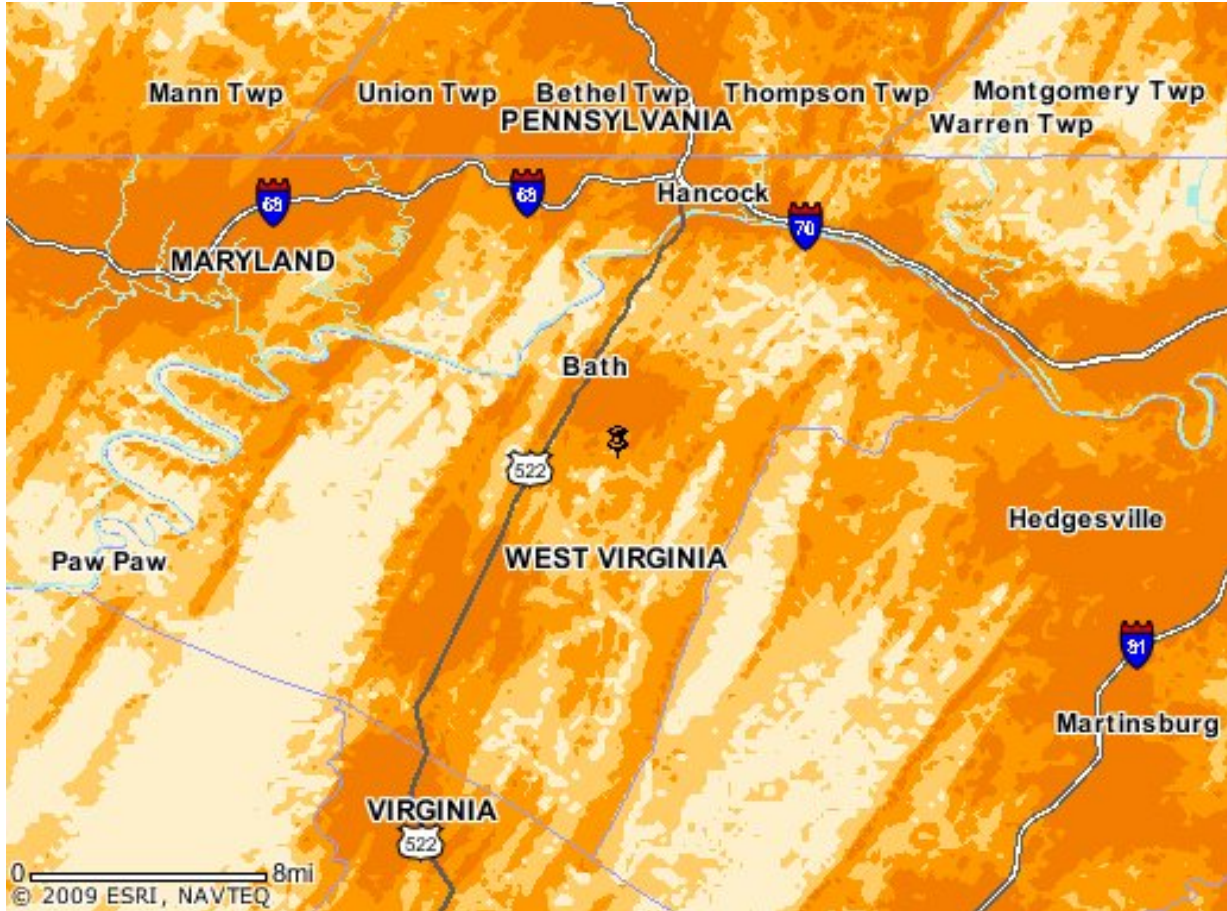 Mann Twp
Union Twp
Bethel Twp
Thompson Twp
Montgomery Twp
PENNSYLVANIA
Warren Twp
68
68
Hancock
70
MARYLAND
Bath
522
Hedgesville
Paw Paw
WEST VIRGINIA
81
Martinsburg
VIRGINIA
522
0
8mi
© 2009 ESRI, NAVTEQ